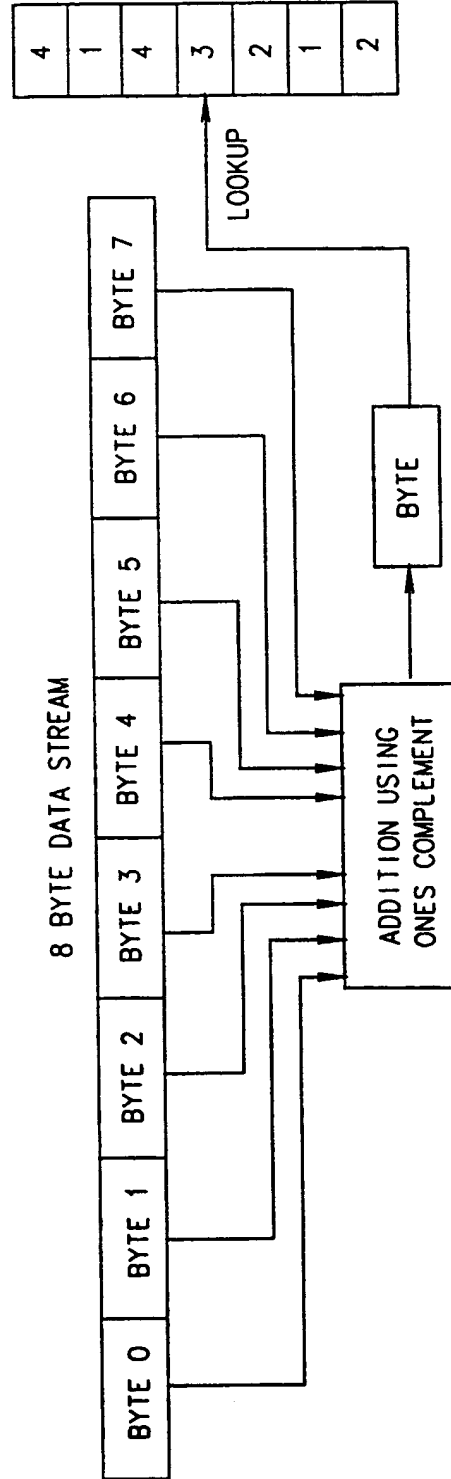 8 BYTE DATA STREAM
BYTE 0
BYTE 1
BYTE 2
BYTE 3
BYTE 4
BYTE 5
BYTE 6
BYTE 7
ADDITION USING
ONES COMPLEMENT
BYTE
LOOKUP
4
1
4
3
2
1
2